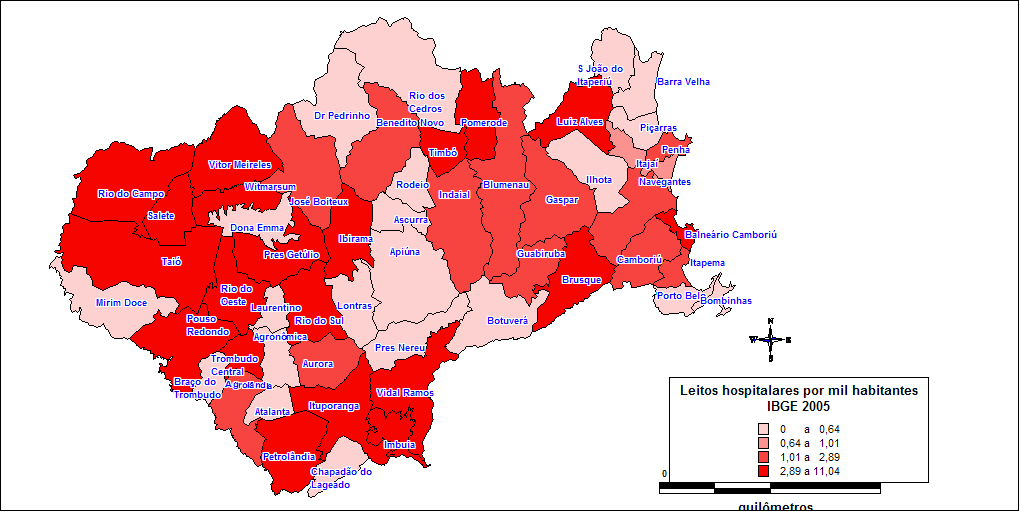 S João do
Itaperiú
Barra Velha
Rio dos
Cedros
Dr Pedrinho
Benedito Novo
Pomerode
Luiz Alves
Piçarras
Penha
Timbó
Itajaí
Vitor Meireles
Navegantes
Ilhota
Rodeio
Blumenau
Witmarsum
Rio do Campo
Indaial
Gaspar
José Boiteux
Salete
Ascurra
Dona Emma
Balneário Camboriú
Ibirama
Apiúna
Pres Getúlio
Guabiruba
Camboriú
Taió
Itapema
Brusque
Rio do
Oeste
Mirim Doce
Porto Belo
Bombinhas
Laurentino
Lontras
Pouso
Redondo
Rio do Sul
Botuverá
Agronômica
Pres Nereu
Trombudo
Central
Aurora
Braço do
Trombudo
Agrolândia
Vidal Ramos
Atalanta
Ituporanga
Imbuia
Petrolândia
Chapadão do
Lageado
N
W
E
S
Leitos hospitalares por mil habitantes
IBGE 2005
0 a 0,64
0,64 a 1,01
1,01 a 2,89
2,89 a 11,04
0
quilômetros